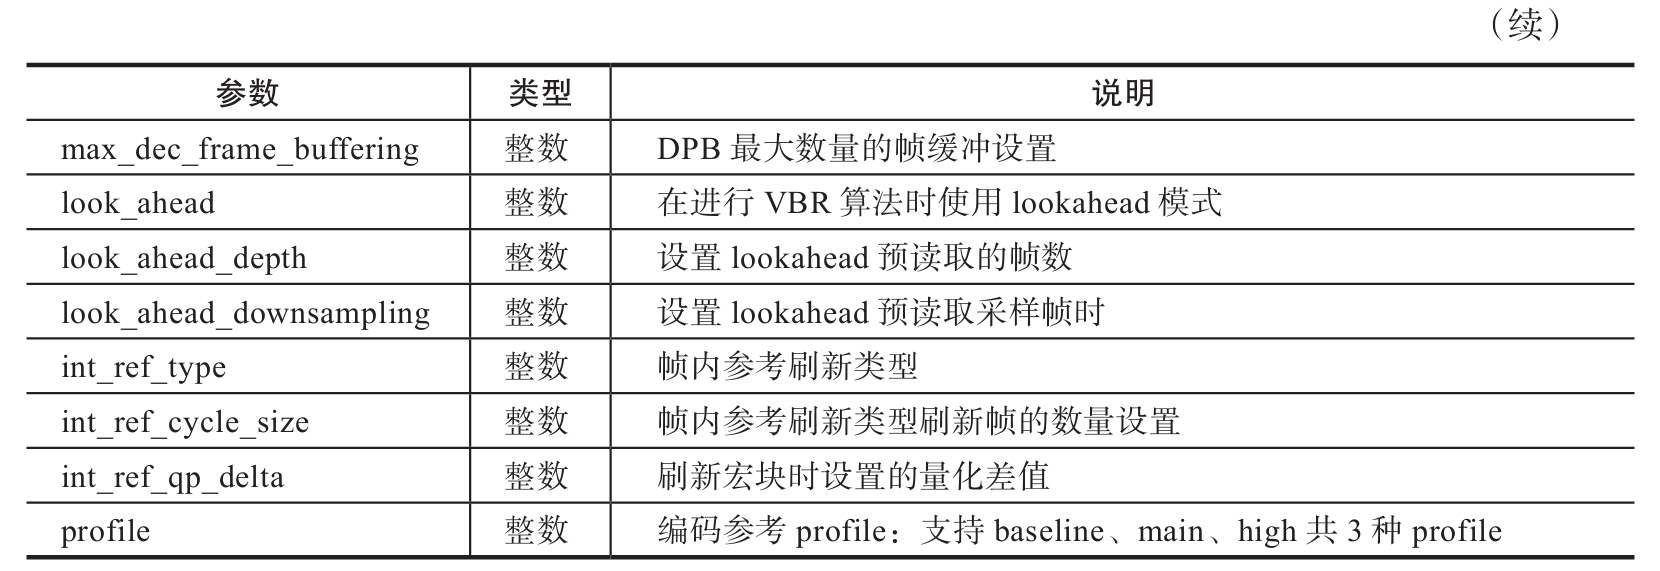 （续）
参数 类型 说明
max_dec_frame_buffering 整数 DPB 最大数量的帧缓冲设置
look_ahead 整数 在进行 VBR 算法时使用 lookahead 模式
look_ahead_depth 整数 设置 lookahead 预读取的帧数
look_ahead_downsampling 整数 设置 lookahead 预读取采样帧时
int_ref_type 整数 帧内参考刷新类型
int_ref_cycle_size 整数 帧内参考刷新类型刷新帧的数量设置
int_ref_qp_delta 整数 刷新宏块时设置的量化差值
profile 整数 编码参考 profile：支持 baseline、main、high 共 3 种 profile